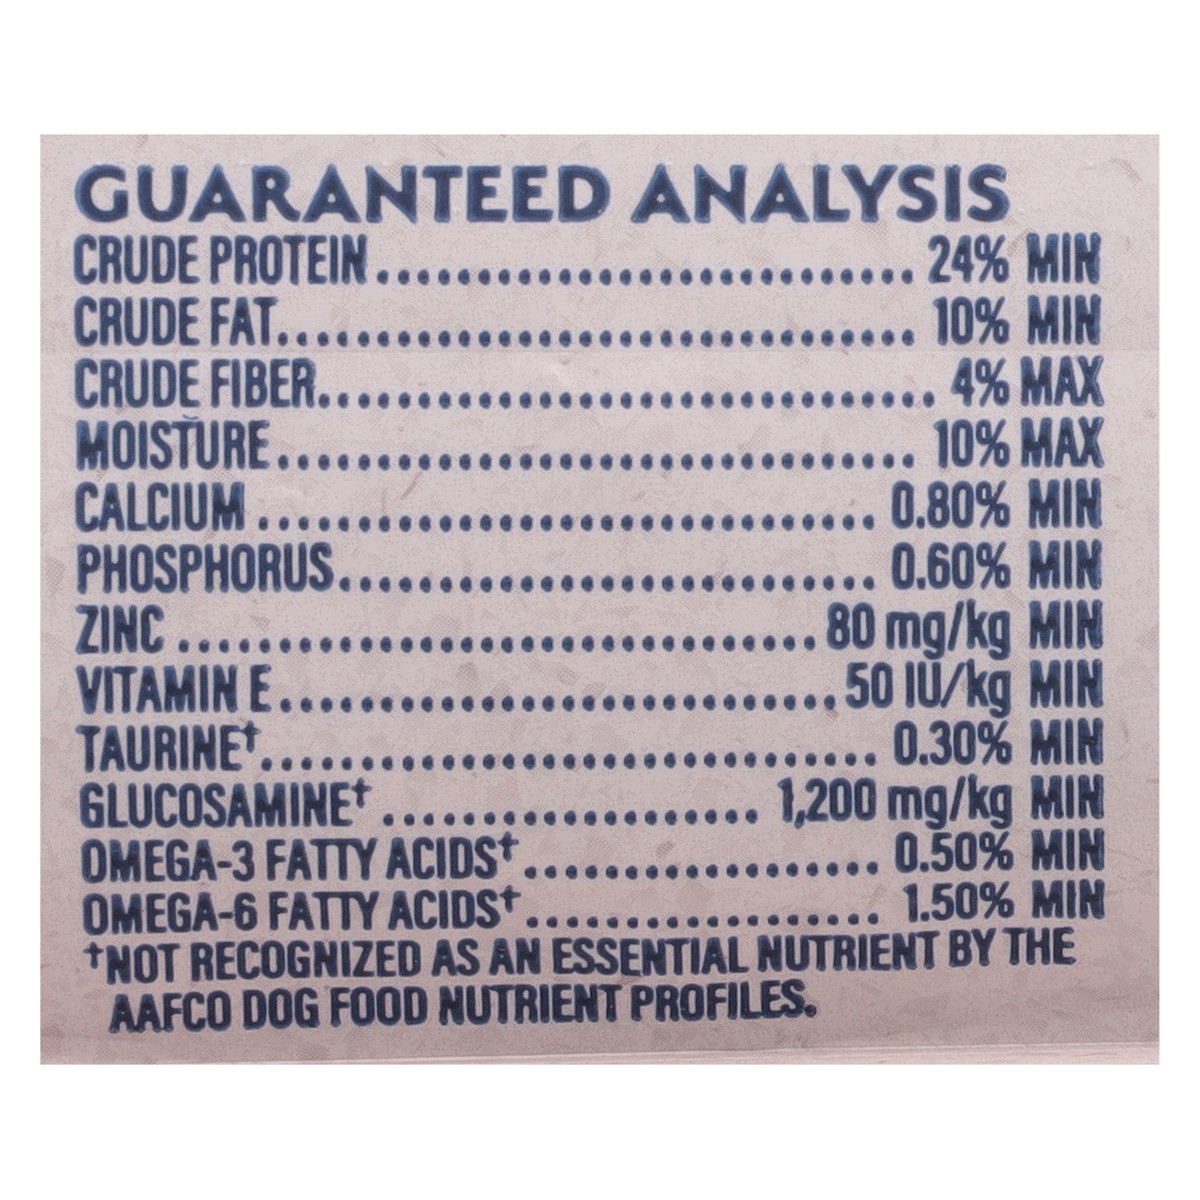 GUARANTEED ANALYSIS
CRUDE PROTEIN........................... 24% MIN
CRUDE FAT................................ 10% MIN
CRUDE FIBER............................... 4% MAX
MOISTURE................................ 10% MAX
CALCIUM ............................... 0.80% MIN
PHOSPHORUS........................... 0.60% MIN
ZINC ................................ 80 mg/kg MIN
VITAMIN E............................ 50 IU/kg MIN
TAURINE†............................... 0.30% MIN
GLUCOSAMINE† ................... 1,200 mg/kg MIN
OMEGA-3 FATTY ACIDS†.................. 0.50% MIN
OMEGA-6 FATTY ACIDS†.................. 1.50% MIN
†NOT RECOGNIZED AS AN ESSENTIAL NUTRIENT BY THE
AAFCO DOG FOOD NUTRIENT PROFILES.